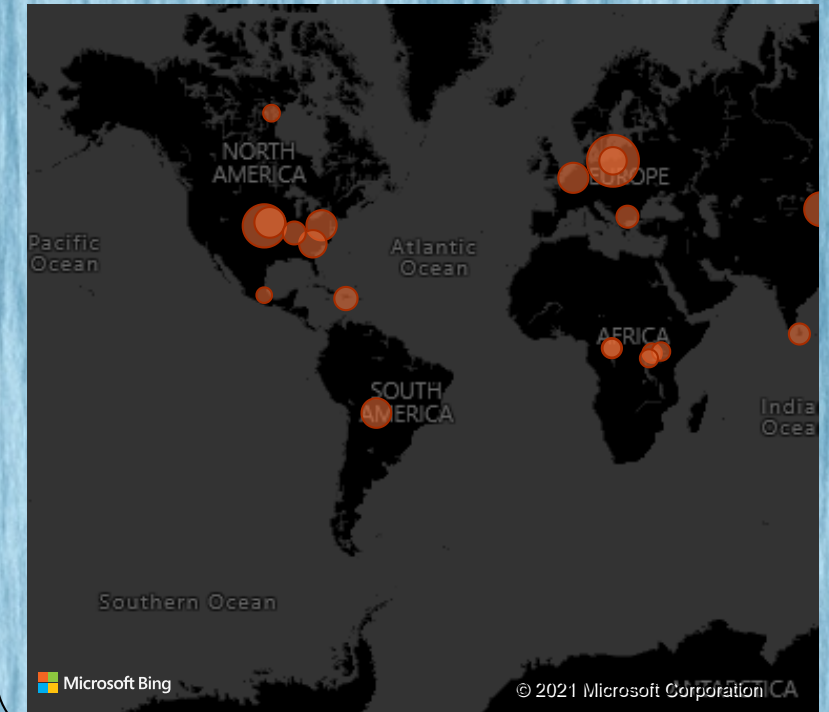 NORTH
AMERICA
EUROPE
Pacific
Ocean
Atlantic
Ocean
AFRICA
SOUTH
AMERICA
India
Ocea
Southern Ocean
Microsoft Bing
© 2021 Microsoft Corporation
ANTARCTICA